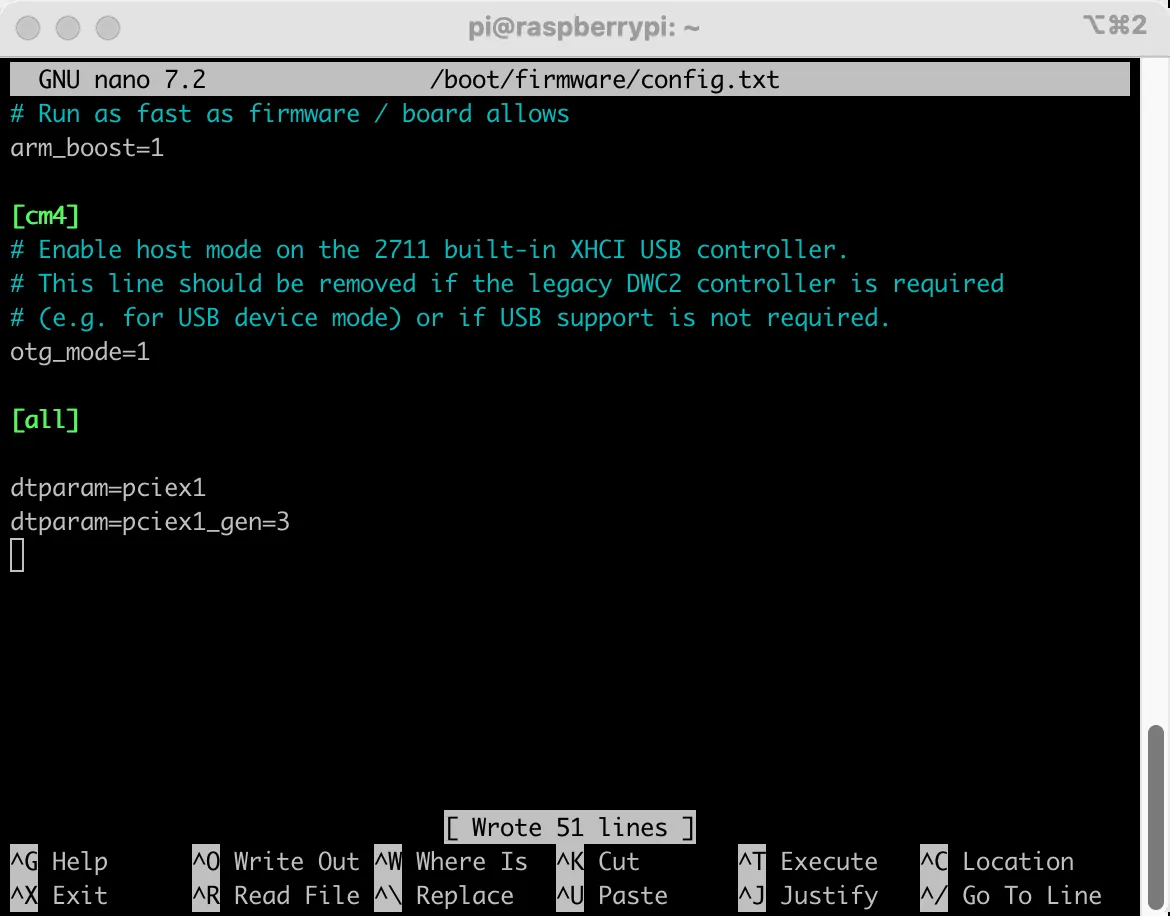 pi@raspberrypi: ~ ⌥⌘2
GNU nano 7.2 /boot/firmware/config.txt
# Run as fast as firmware / board allows
arm_boost=1
[cm4]
# Enable host mode on the 2711 built-in XHCI USB controller.
# This line should be removed if the legacy DWC2 controller is required
# (e.g. for USB device mode) or if USB support is not required.
otg_mode=1
[all]
dtparam=pciex1
dtparam=pciex1_gen=3
[ Wrote 51 lines ]
^G Help ^O Write Out ^W Where Is ^K Cut ^T Execute ^C Location
^X Exit ^R Read File ^\ Replace ^U Paste ^J Justify ^/ Go To Line